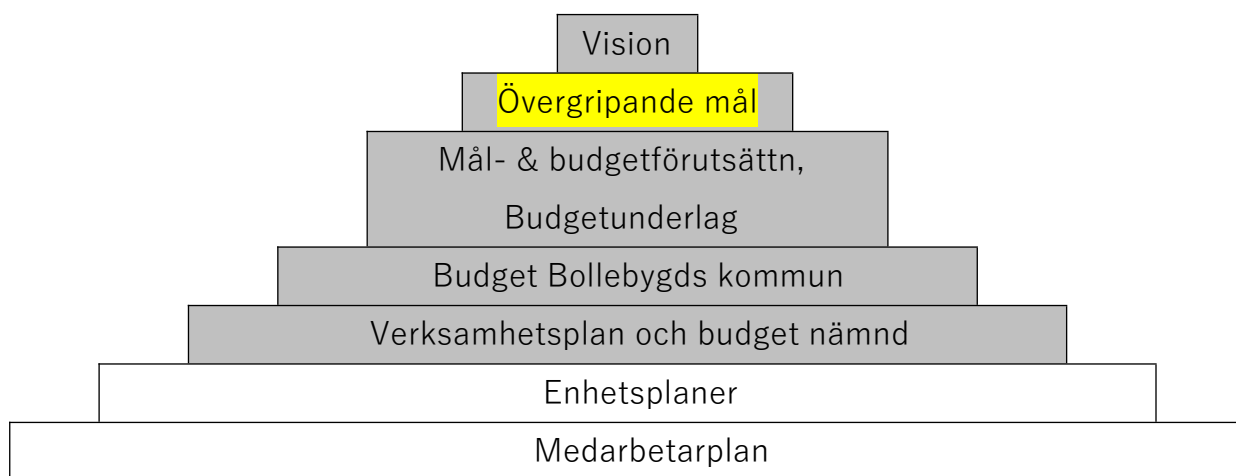 Vision
Övergripande mål
Mål- & budgetförutsättn,
Budgetunderlag
Budget Bollebygds kommun
Verksamhetsplan och budget nämnd
Enhetsplaner
Medarbetarplan